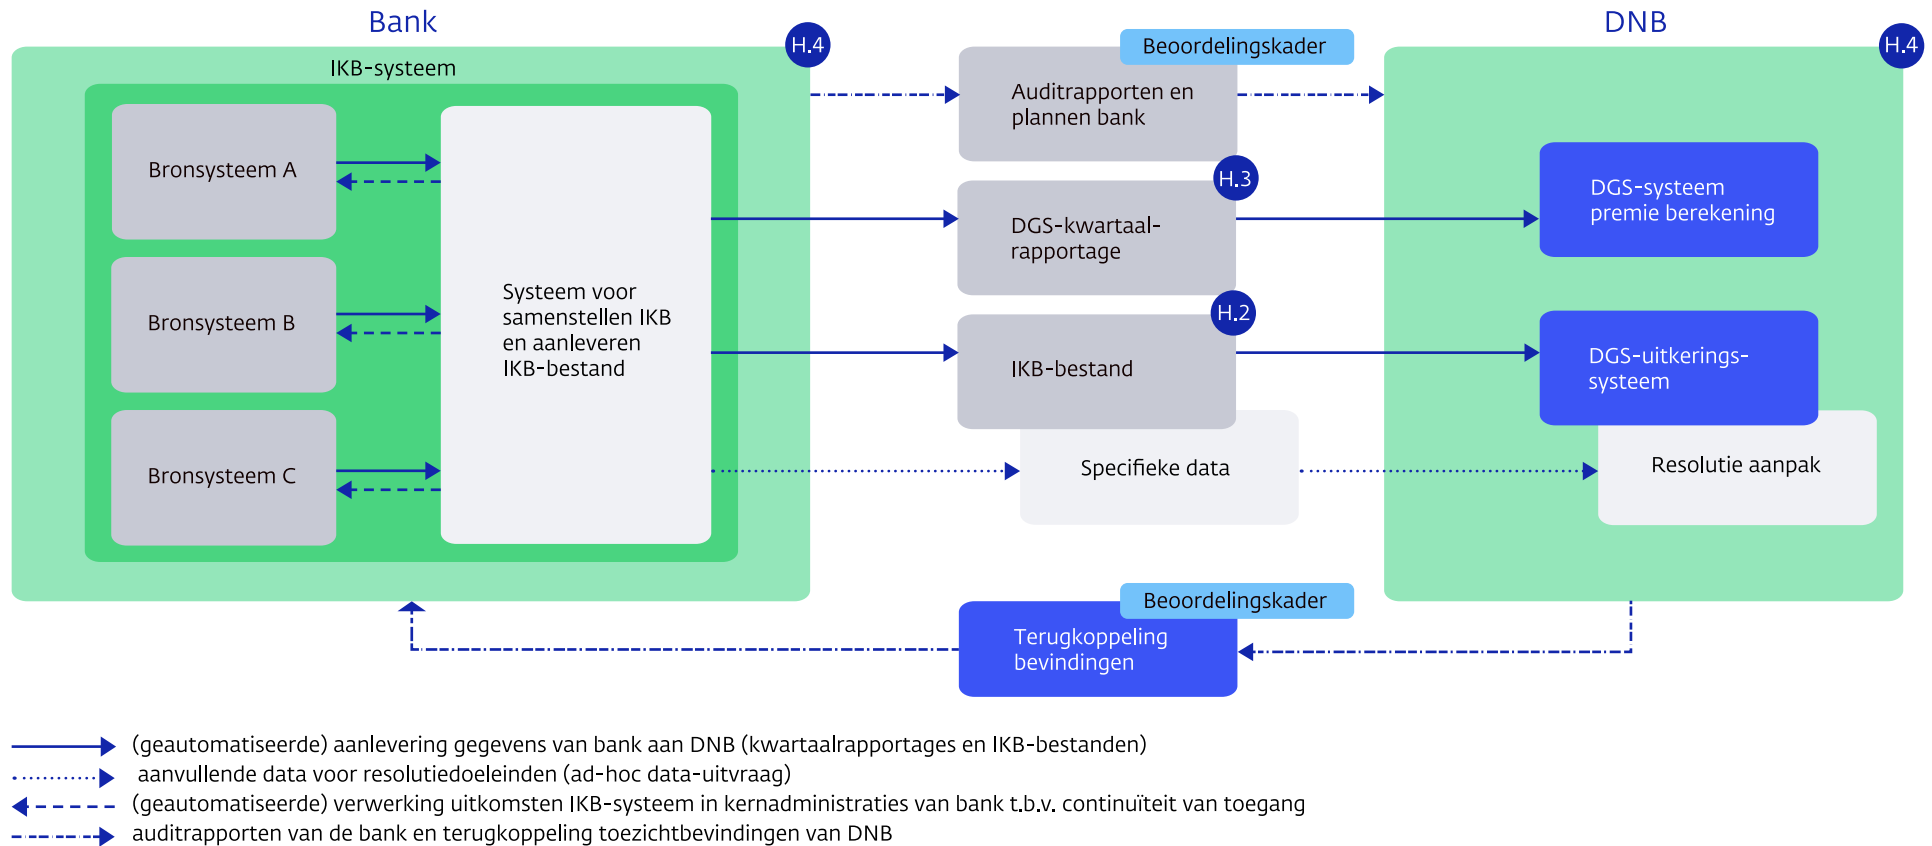 Bank
DNB
H.4
H.4
IKB-systeem
Beoordelingskader
Auditrapporten en
plannen bank
Bronsysteem A
H.3
DGS-systeem
premie berekening
DGS-kwartaal-
rapportage
Systeem voor
samenstellen IKB
en aanleveren
IKB-bestand
Bronsysteem B
H.2
IKB-bestand
DGS-uitkerings-
systeem
Bronsysteem C
Specifieke data
Resolutie aanpak
Beoordelingskader
Terugkoppeling
bevindingen
(geautomatiseerde) aanlevering gegevens van bank aan DNB (kwartaalrapportages en IKB-bestanden)
aanvullende data voor resolutiedoeleinden (ad-hoc data-uitvraag)
(geautomatiseerde) verwerking uitkomsten IKB-systeem in kernadministraties van bank t.b.v. continuïteit van toegang
auditrapporten van de bank en terugkoppeling toezichtbevindingen van DNB